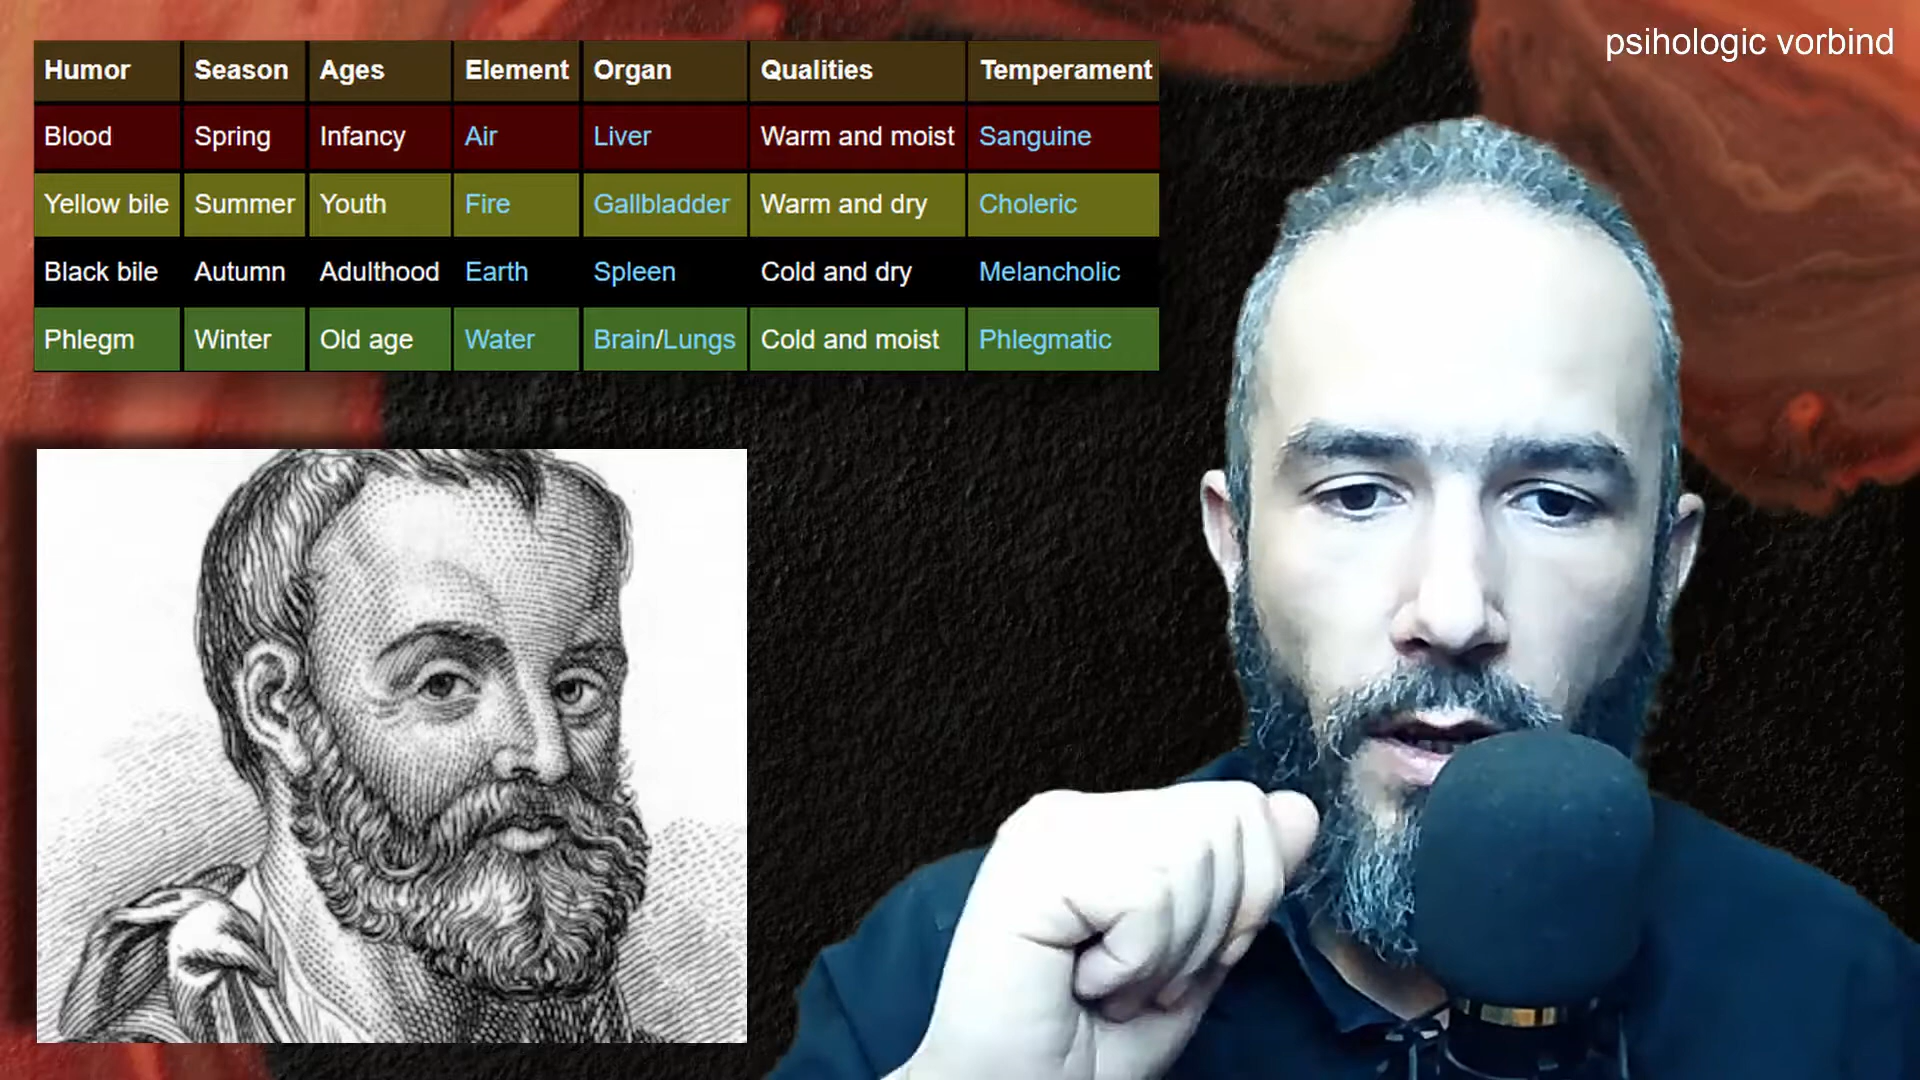 psihologic vorbind
Humor Season Ages Element Organ Qualities Temperament
Blood Spring Infancy Air Liver Warm and moist Sanguine
Yellow bile Summer Youth Fire Gallbladder Warm and dry Choleric
Black bile Autumn Adulthood Earth Spleen Cold and dry Melancholic
Phlegm Winter Old age Water Brain/Lungs Cold and moist Phlegmatic